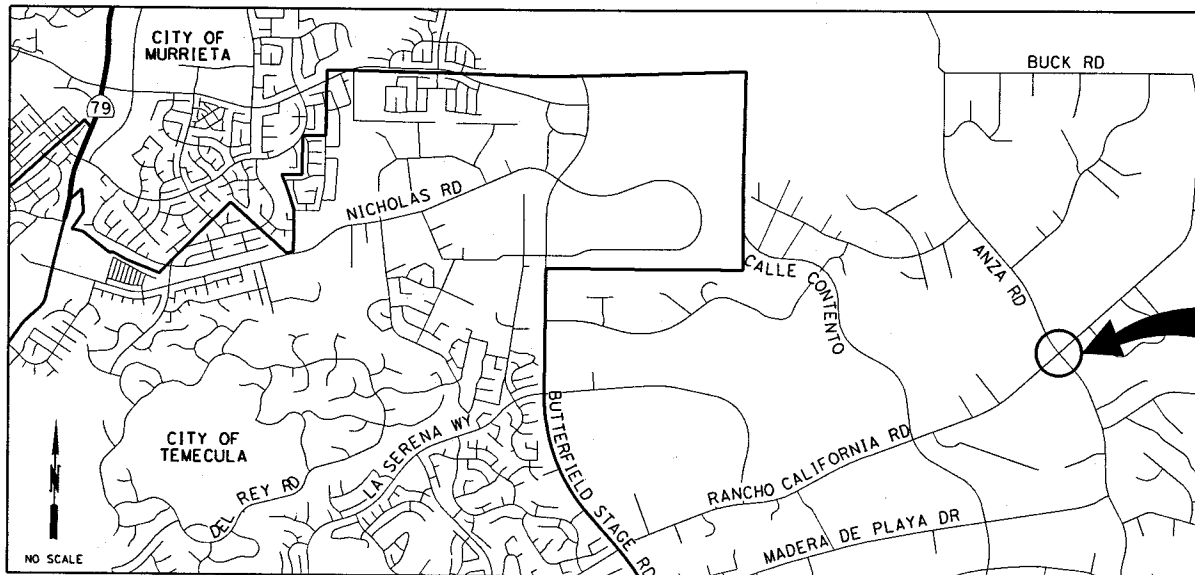 CITY OF
MURRIETA
BUCK RD
79
NICHOLAS RD
ANZA RD
CALLE CONTENTO
CITY OF
TEMECULA
LA SERENA WY
BUTTERFIELD STAGE RD
RANCHO CALIFORNIA RD
DEL REY RD
MADERA DE PLAYA DR
N
NO SCALE